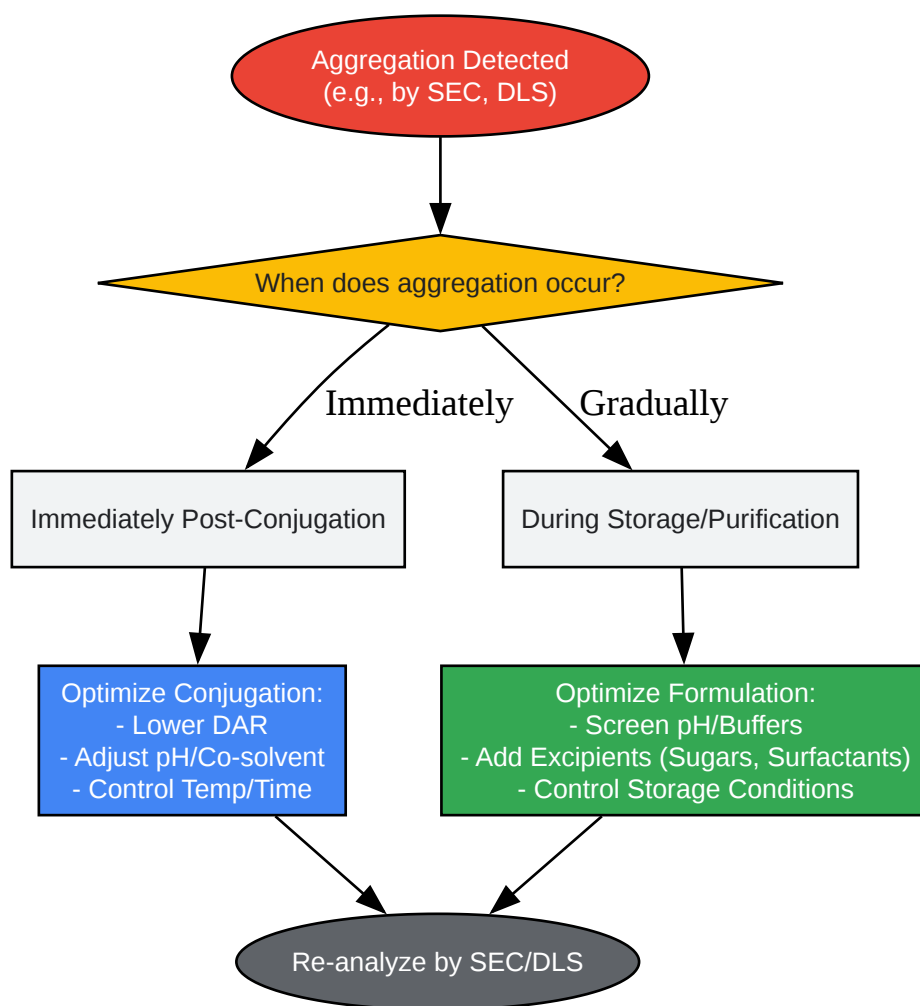 Aggregation Detected
(e.g., by SEC, DLS)
When does aggregation occur?
Immediately
Gradually
Immediately Post-Conjugation
During Storage/Purification
Optimize Conjugation:
- Lower DAR
- Adjust pH/Co-solvent
- Control Temp/Time
Optimize Formulation:
- Screen pH/Buffers
- Add Excipients (Sugars, Surfactants)
- Control Storage Conditions
Re-analyze by SEC/DLS